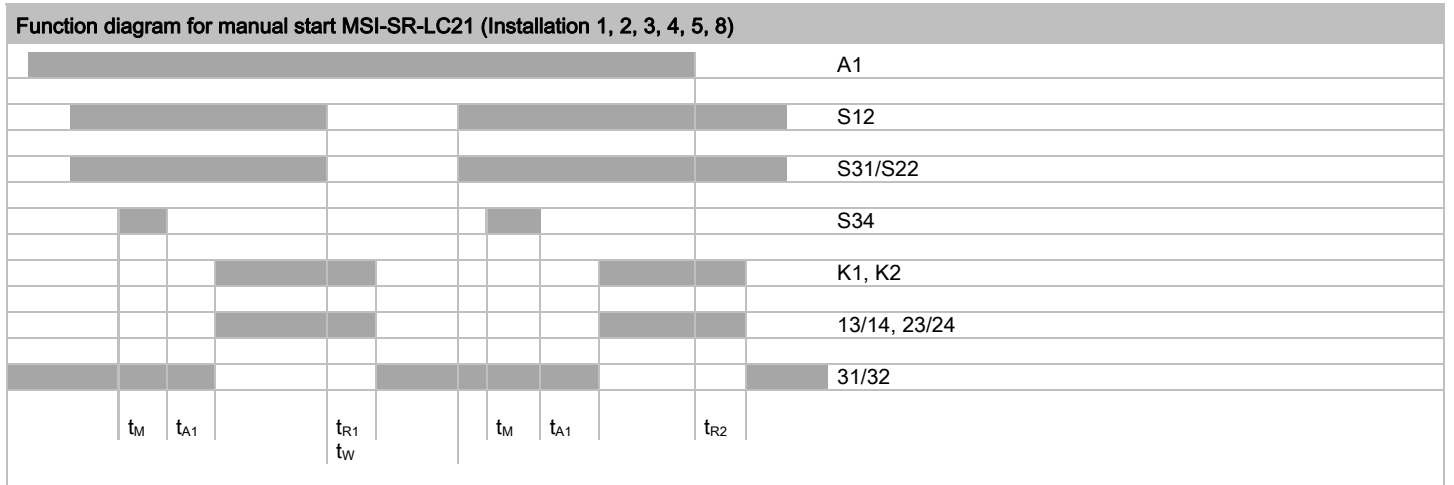 Function diagram for manual start MSI-SR-LC21 (Installation 1, 2, 3, 4, 5, 8)
A1
S12
S31/S22
S34
K1, K2
13/14, 23/24
31/32
tM tA1 tR1 tM tA1 tR2
tW